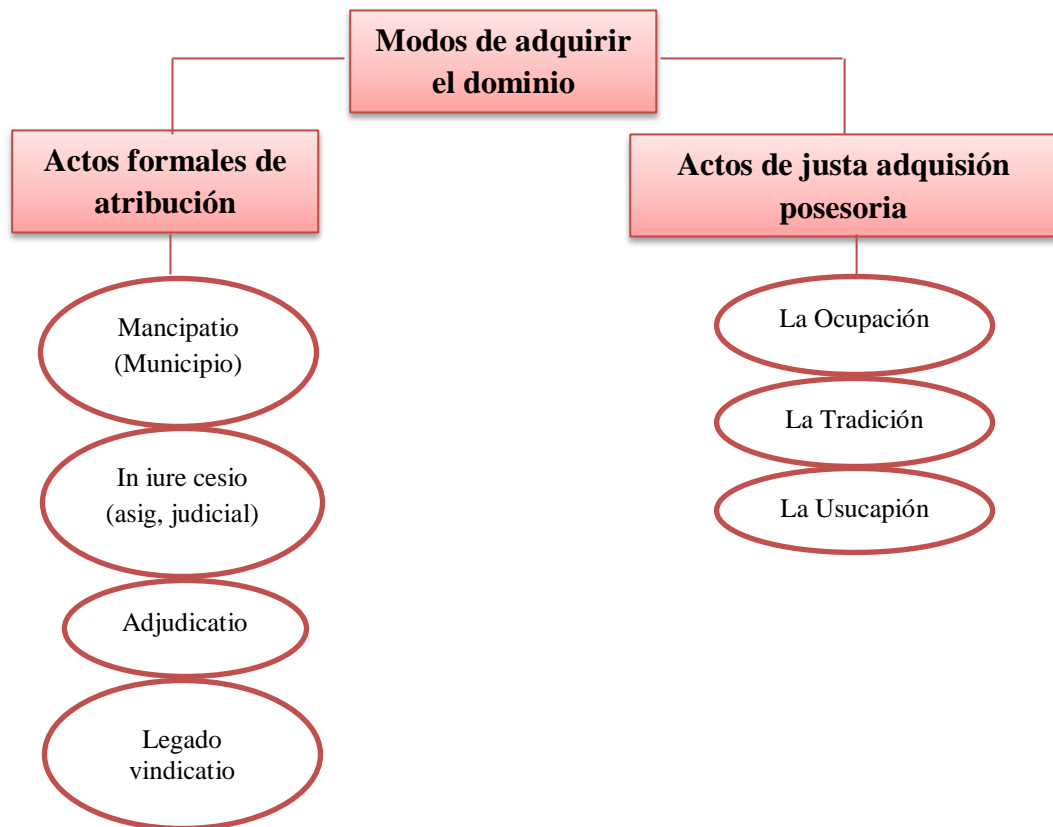 Modos de adquirir
el dominio
Actos formales de
atribución
Mancipatio
(Municipio)
In iure cesio
(asig, judicial)
Adjudicatio
Legado
vindicatio
Actos de justa adquisión
posesoria
La Ocupación
La Tradición
La Usucapión